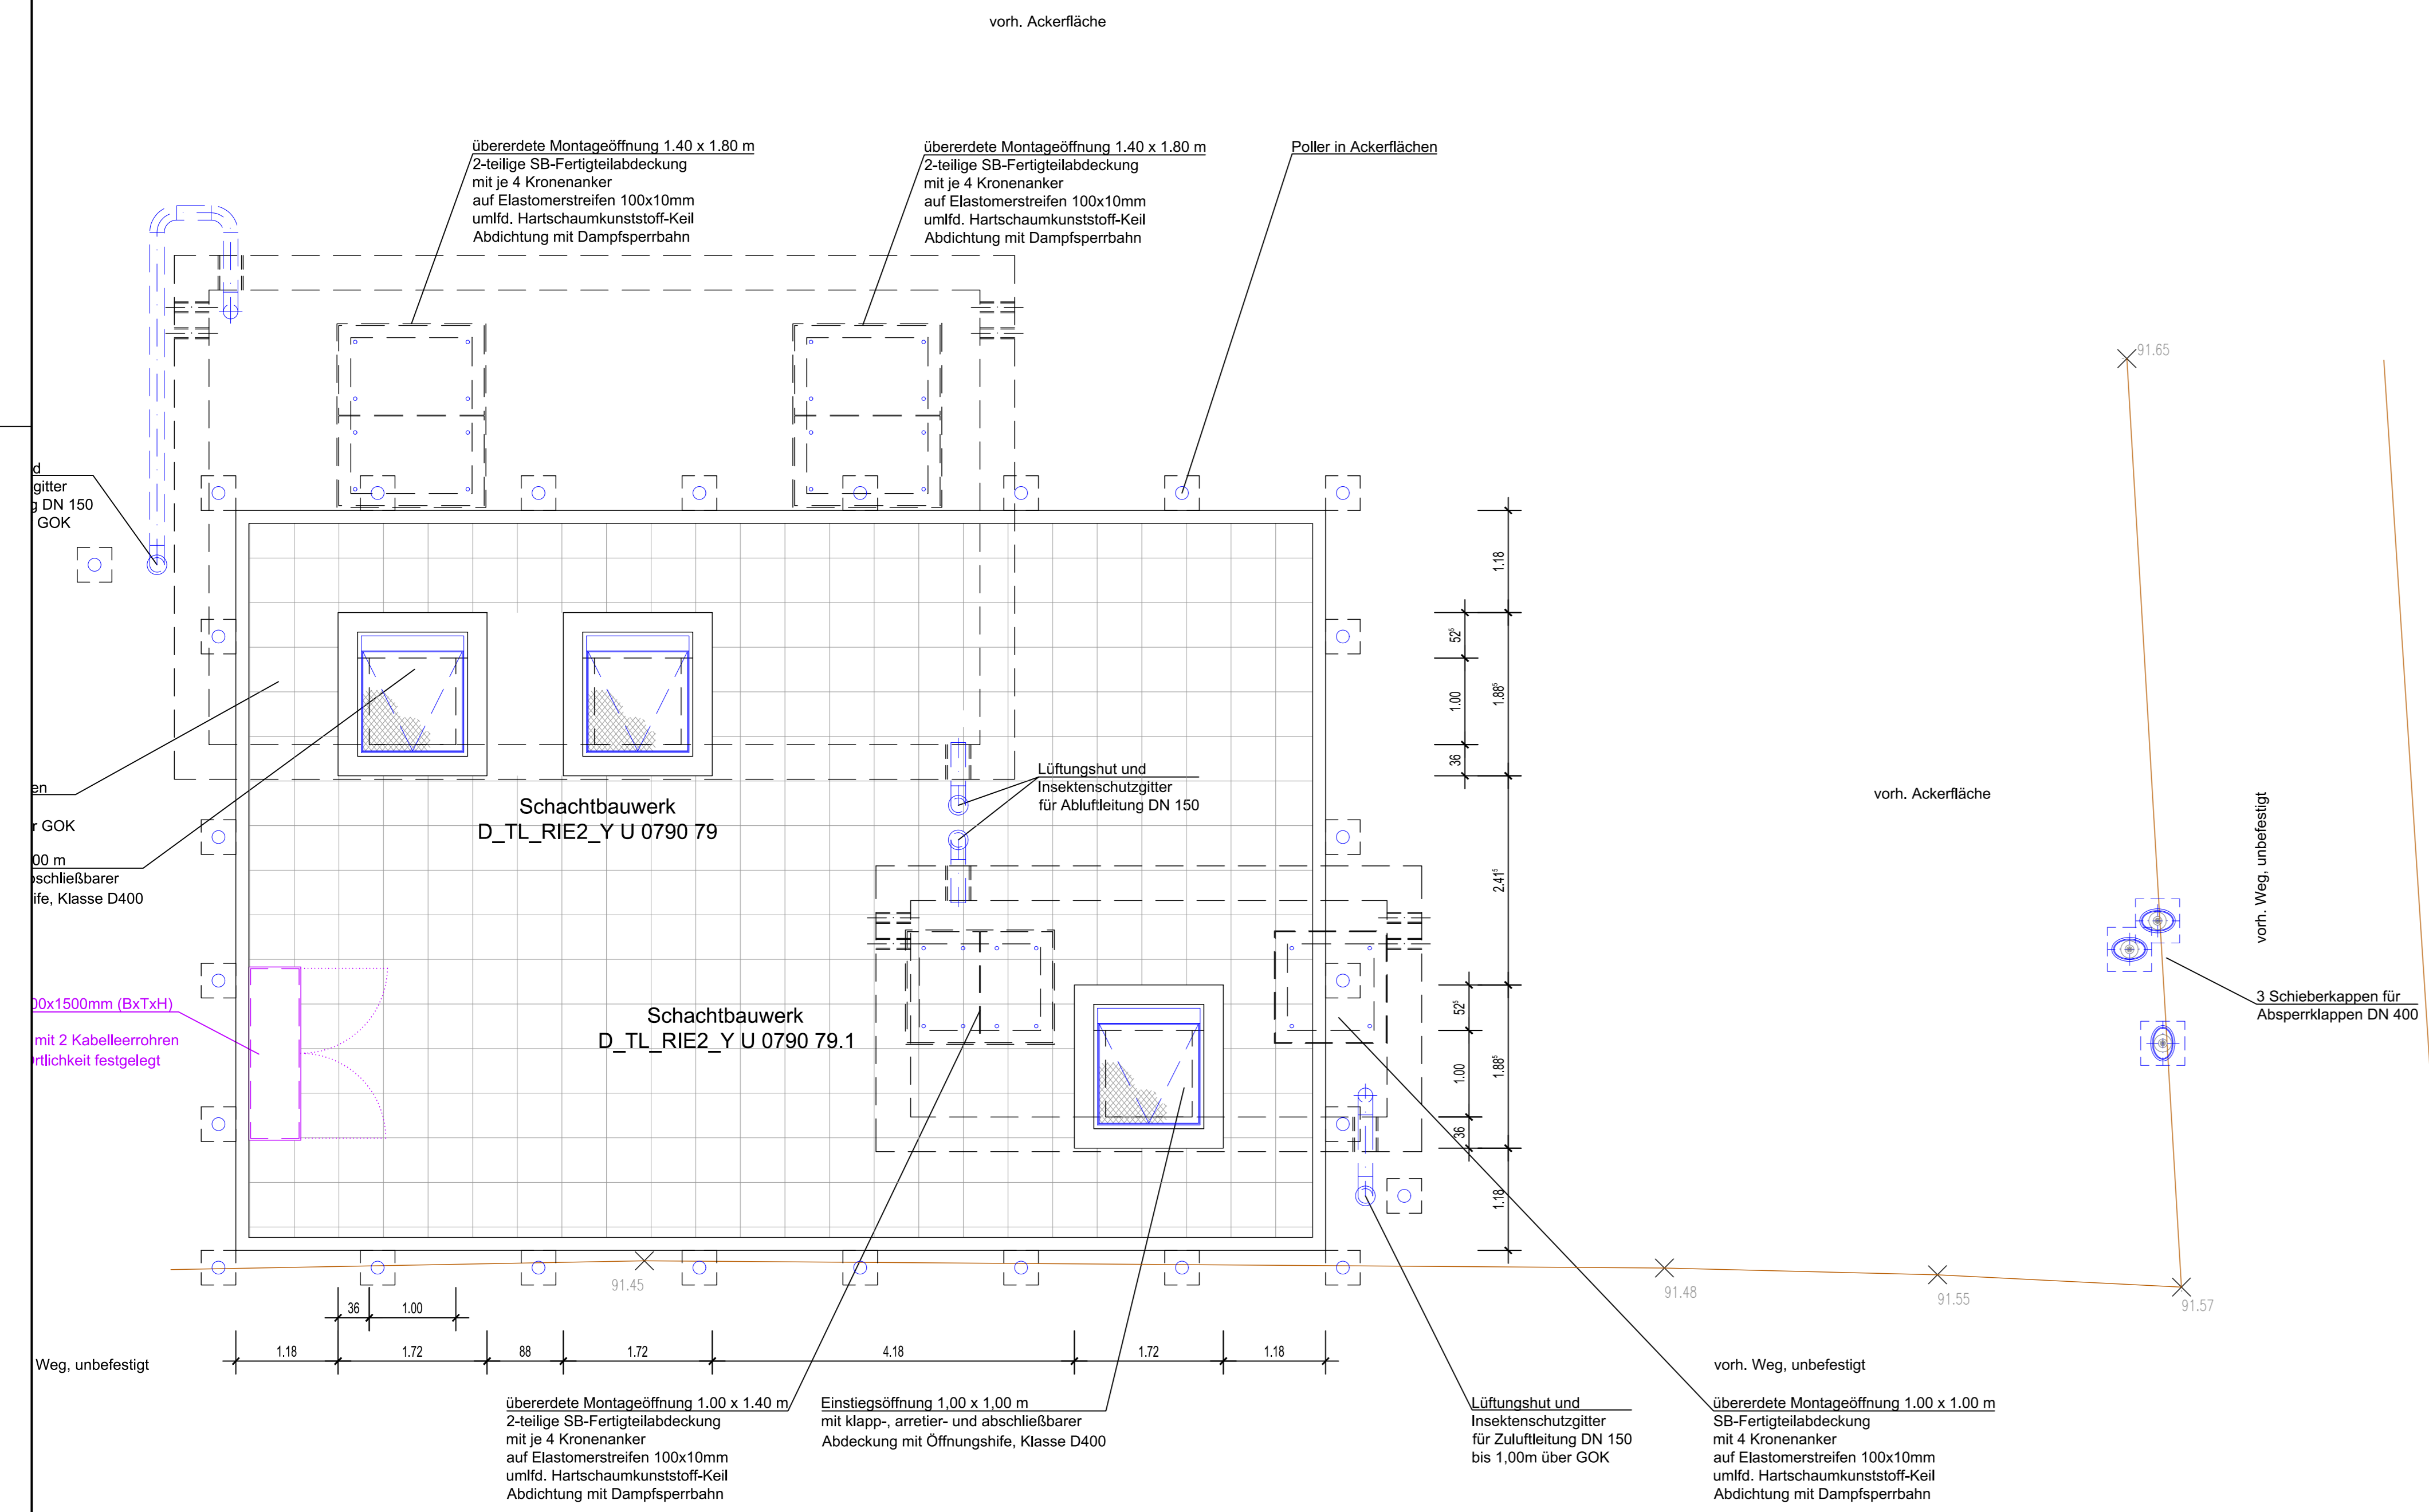 vorh. Ackerfläche
übererdete Montageöffnung 1.40 x 1.80 m
2-teilige SB-Fertigteilabdeckung
mit je 4 Kronenanker
auf Elastomerstreifen 100x10mm
umlfd. Hartschaumkunststoff-Keil
Abdichtung mit Dampfsperrbahn
übererdete Montageöffnung 1.40 x 1.80 m
2-teilige SB-Fertigteilabdeckung
mit je 4 Kronenanker
auf Elastomerstreifen 100x10mm
umlfd. Hartschaumkunststoff-Keil
Abdichtung mit Dampfsperrbahn
Poller in Ackerflächen
91.65
d
gitter
g DN 150
GOK
1.18
52⁵
1.00
36
1.88⁵
2.41⁵
52⁵
1.00
36
1.88⁵
1.18
en
r GOK
00 m
schließbarer
ife, Klasse D400
Lüftungshut und
Insektenschutzgitter
für Abluftleitung DN 150
Schachtbauwerk
D_TL_RIE2_Y U 0790 79
Schachtbauwerk
D_TL_RIE2_Y U 0790 79.1
vorh. Ackerfläche
vorh. Weg, unbefestigt
00x1500mm (BxTxH)
mit 2 Kabelleerrohren
rtlichkeit festgelegt
3 Schieberkappen für
Absperrklappen DN 400
91.45
91.48
91.55
91.57
36
1.00
1.18
1.72
88
1.72
4.18
1.72
1.18
Weg, unbefestigt
vorh. Weg, unbefestigt
übererdete Montageöffnung 1.00 x 1.40 m
2-teilige SB-Fertigteilabdeckung
mit je 4 Kronenanker
auf Elastomerstreifen 100x10mm
umlfd. Hartschaumkunststoff-Keil
Abdichtung mit Dampfsperrbahn
Einstiegsöffnung 1,00 x 1,00 m
mit klapp-, arretier- und abschließbarer
Abdeckung mit Öffnungshife, Klasse D400
Lüftungshut und
Insektenschutzgitter
für Zuluftleitung DN 150
bis 1,00m über GOK
übererdete Montageöffnung 1.00 x 1.00 m
SB-Fertigteilabdeckung
mit 4 Kronenanker
auf Elastomerstreifen 100x10mm
umlfd. Hartschaumkunststoff-Keil
Abdichtung mit Dampfsperrbahn